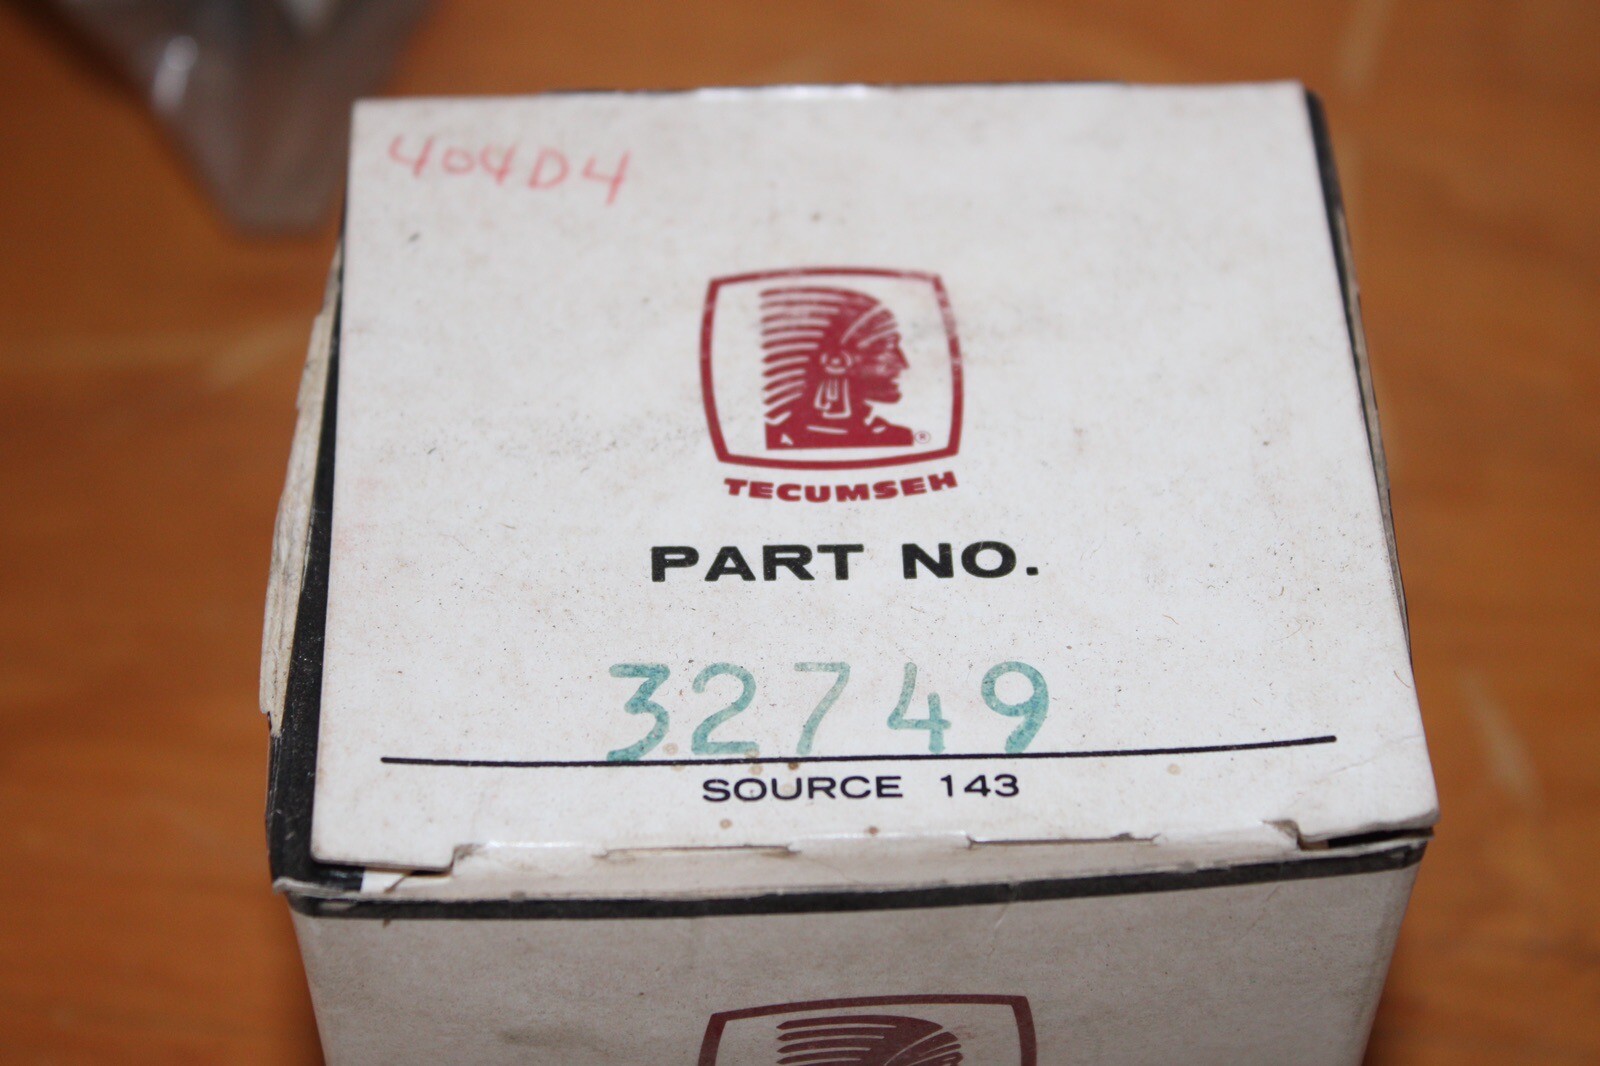 404D4
®
TECUMSEH
PART NO.
32749
SOURCE 143